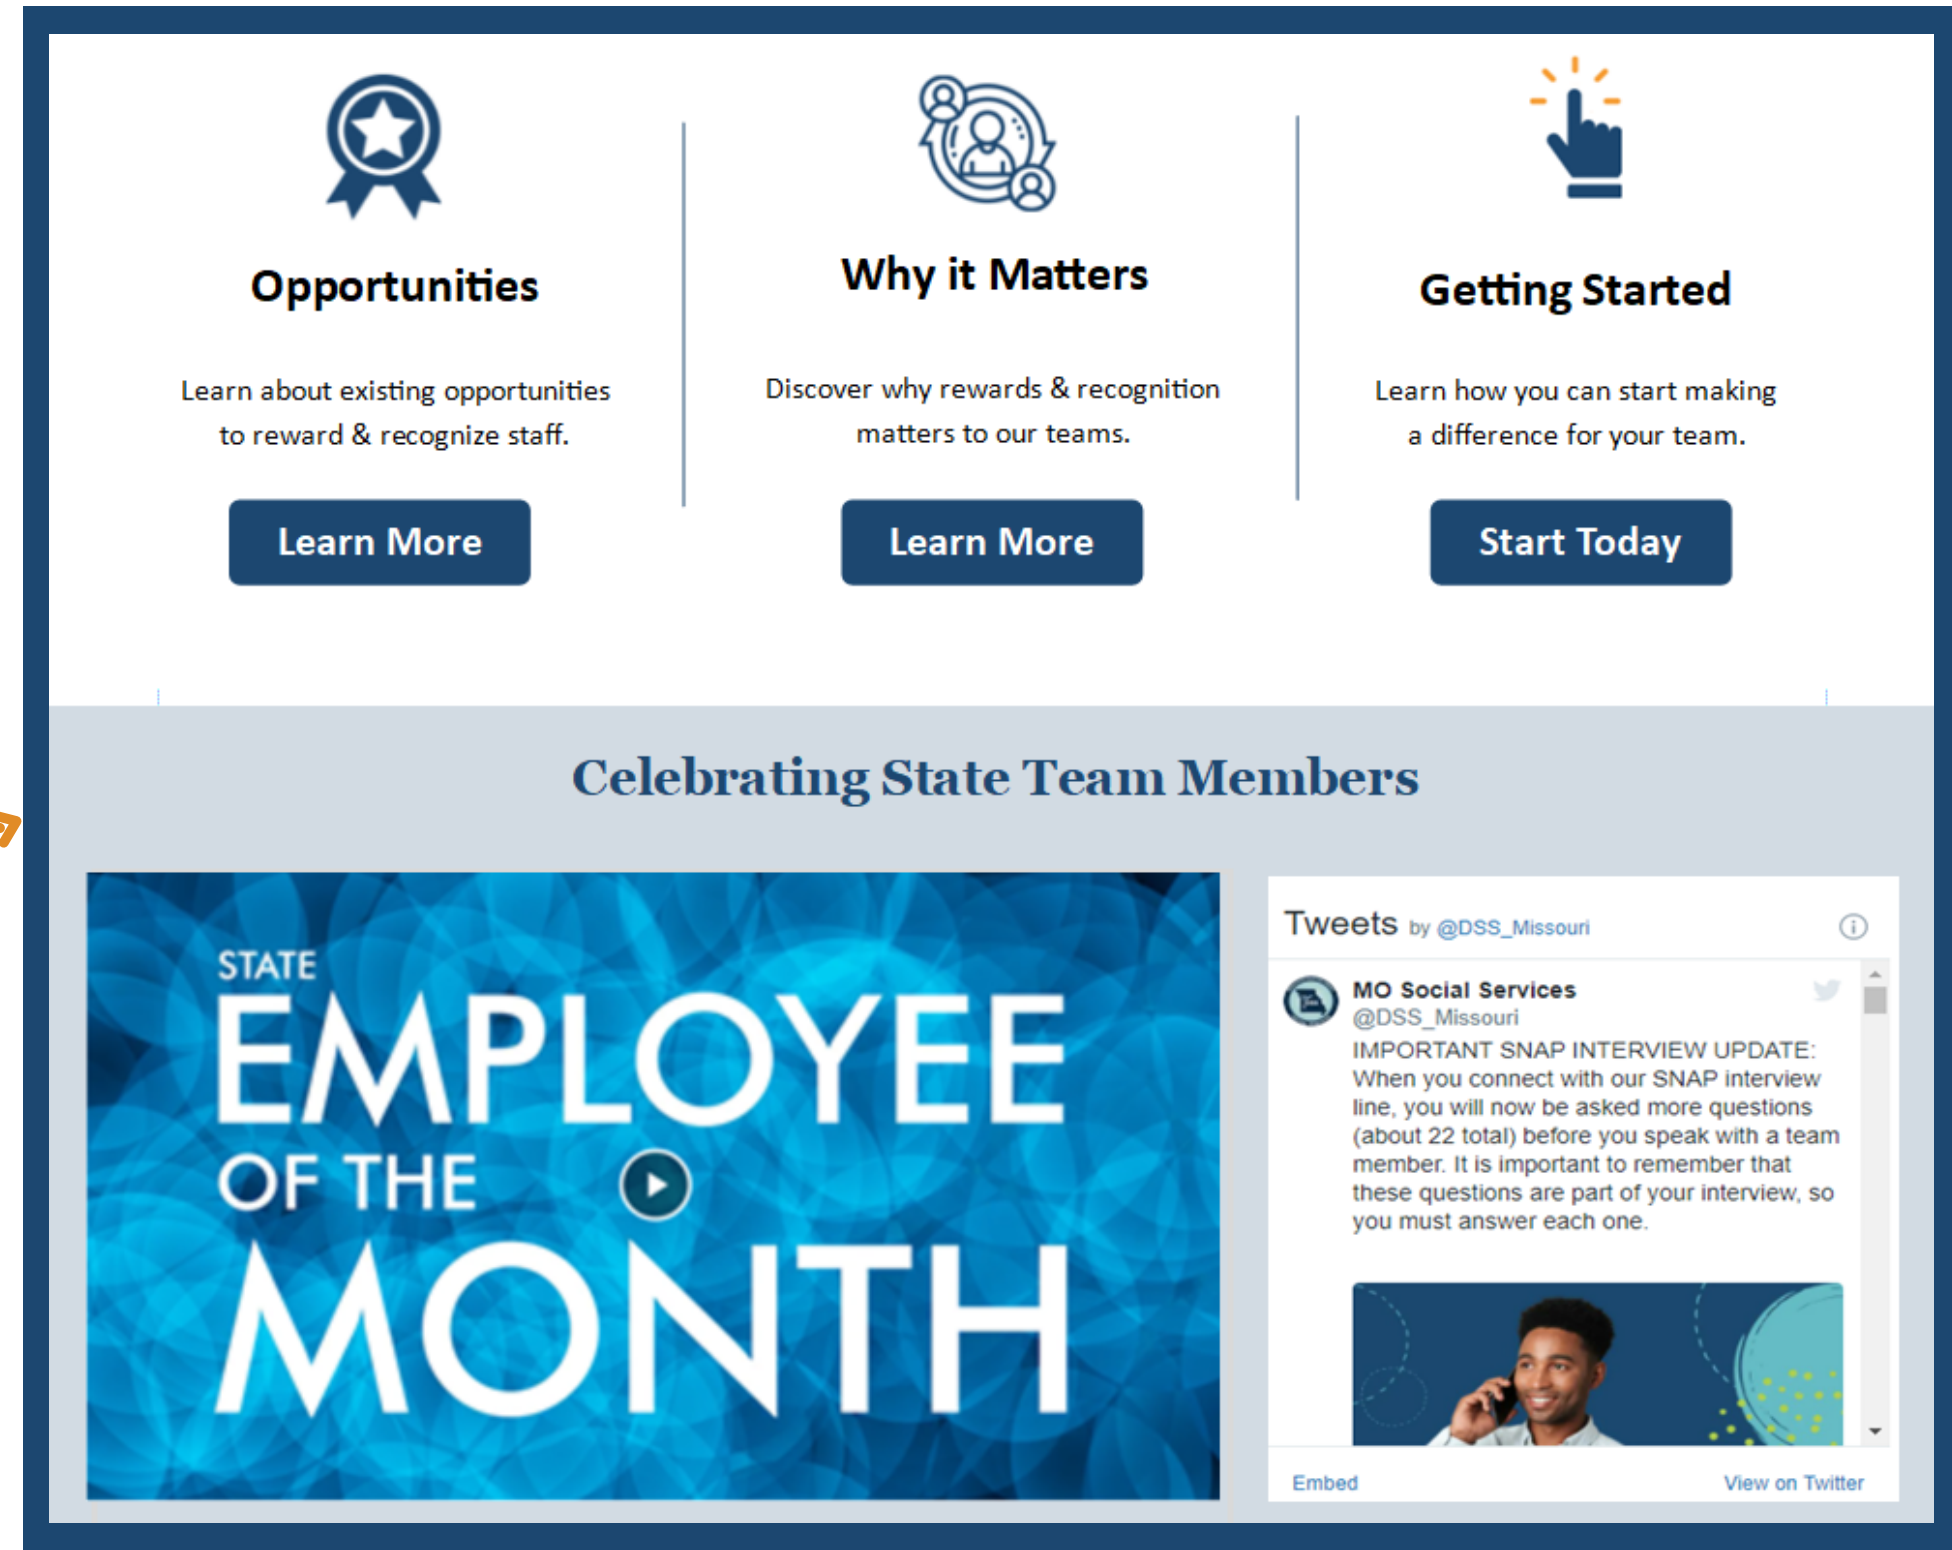 Opportunities
Learn about existing opportunities
to reward & recognize staff.
Learn More
Why it Matters
Discover why rewards & recognition
matters to our teams.
Learn More
Getting Started
Learn how you can start making
a difference for your team.
Start Today
Celebrating State Team Members
STATE
EMPLOYEE
OF THE
MONTH
Tweets by @DSS_Missouri
MO Social Services
@DSS_Missouri
IMPORTANT SNAP INTERVIEW UPDATE:
When you connect with our SNAP interview
line, you will now be asked more questions
(about 22 total) before you speak with a team
member. It is important to remember that
these questions are part of your interview, so
you must answer each one.
Embed
View on Twitter